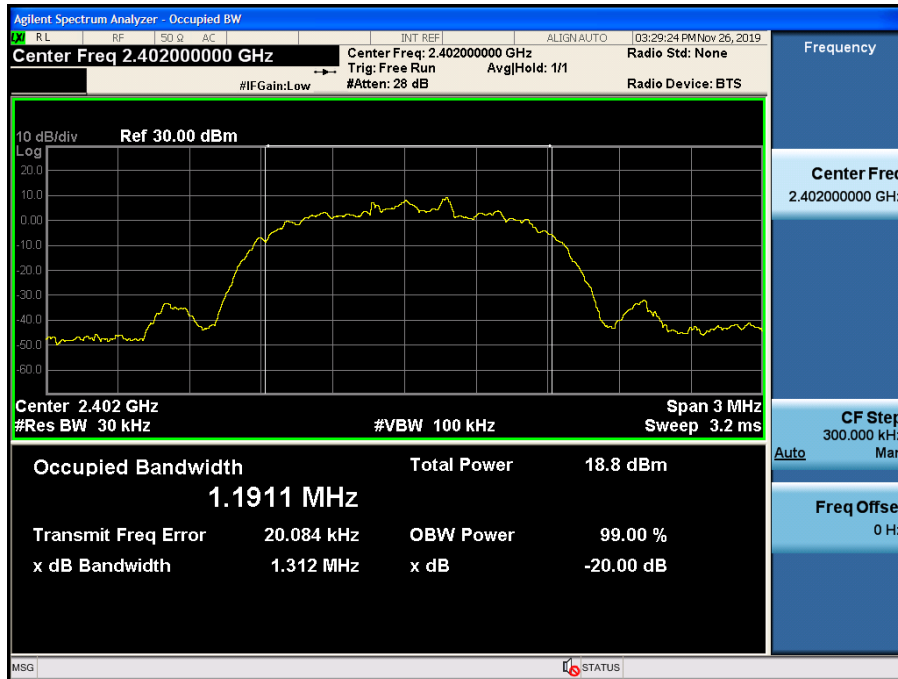 Agilent Spectrum Analyzer - Occupied BW
LXI RL RF 50 Ω AC INT REF ALIGN AUTO 03:29:24 PM Nov 26, 2019
Center Freq 2.402000000 GHz
Center Freq: 2.402000000 GHz
Radio Std: None
Trig: Free Run Avg|Hold: 1/1
#IFGain:Low #Atten: 28 dB Radio Device: BTS
10 dB/div Ref 30.00 dBm
Log
20.0
10.0
0.00
-10.0
-20.0
-30.0
-40.0
-50.0
-60.0
Center 2.402 GHz Span 3 MHz
#Res BW 30 kHz #VBW 100 kHz Sweep 3.2 ms
Occupied Bandwidth Total Power 18.8 dBm
1.1911 MHz
Transmit Freq Error 20.084 kHz OBW Power 99.00 %
x dB Bandwidth 1.312 MHz x dB -20.00 dB
MSG STATUS
Frequency
Center Freq
2.402000000 GHz
CF Step
300.000 kHz
Auto Man
Freq Offset
0 Hz